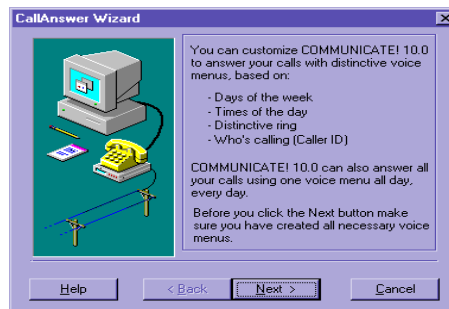 CallAnswer Wizard
You can customize COMMUNICATE! 10.0
to answer your calls with distinctive voice
menus, based on:
- Days of the week
- Times of the day
- Distinctive ring
- Who's calling (Caller ID)
COMMUNICATE! 10.0 can also answer all
your calls using one voice menu all day,
every day.
Before you click the Next button make
sure you have created all necessary voice
menus.
Help
< Back
Next >
Cancel